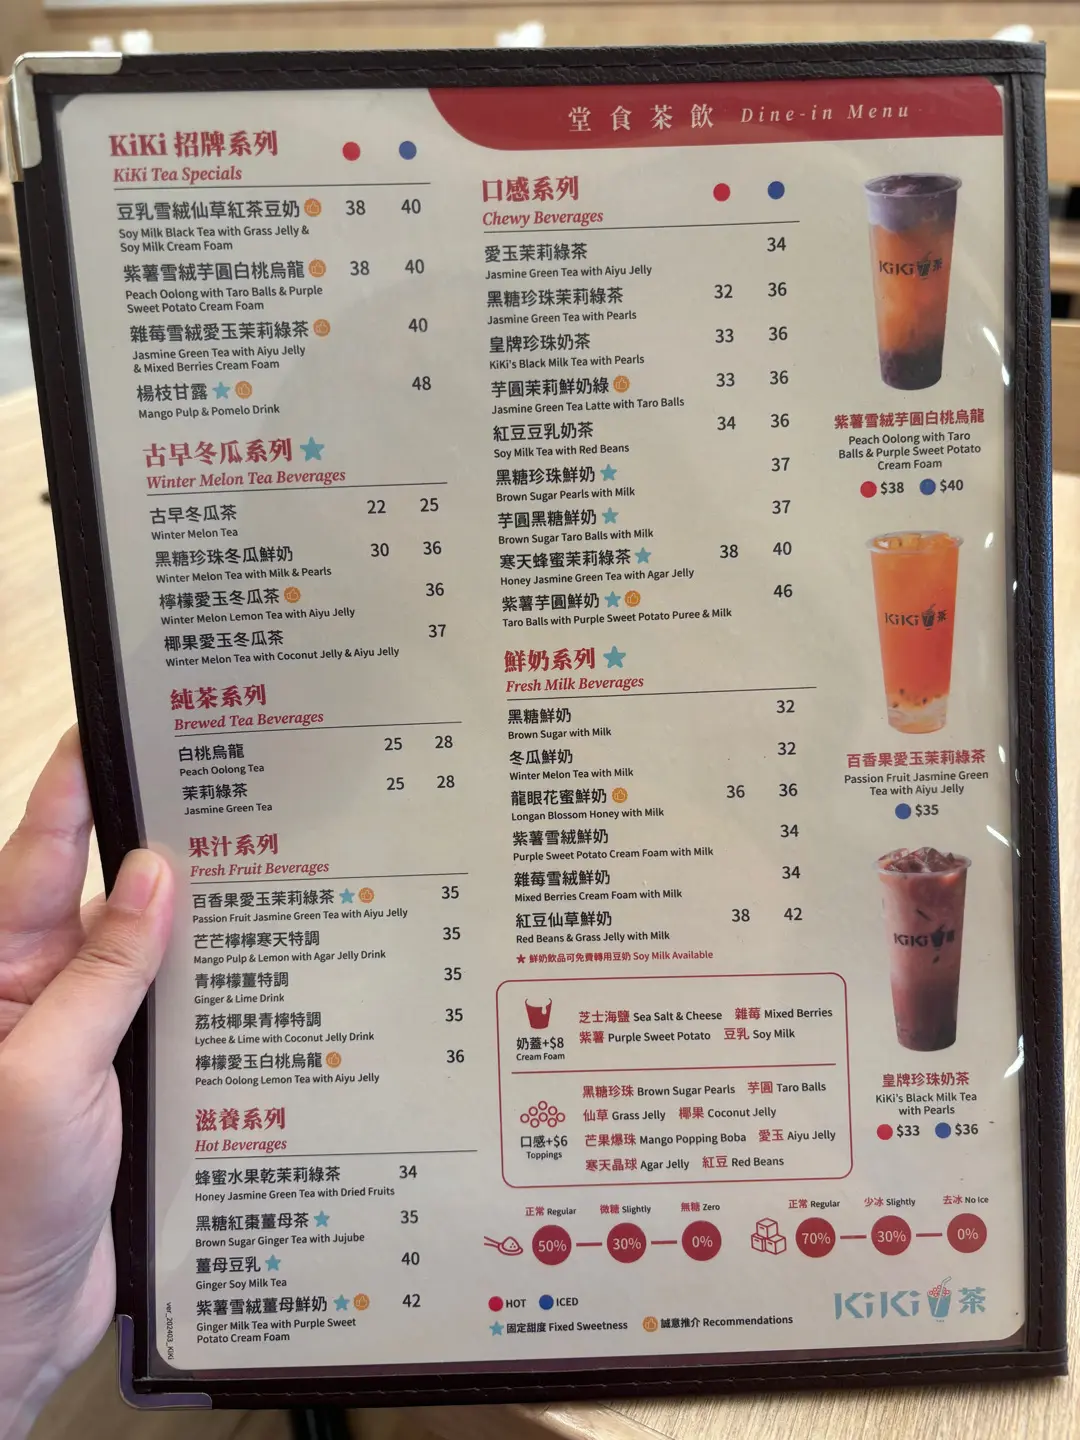 堂食茶飲 Dine-in Menu
KiKi 招牌系列
KiKi Tea Specials
豆乳雪絨仙草紅茶豆奶 38 40
Soy Milk Black Tea with Grass Jelly &
Soy Milk Cream Foam
紫薯雪絨芋圓白桃烏龍 38 40
Peach Oolong with Taro Balls & Purple
Sweet Potato Cream Foam
雜莓雪絨愛玉茉莉綠茶 40
Jasmine Green Tea with Aiyu Jelly
& Mixed Berries Cream Foam
楊枝甘露 48
Mango Pulp & Pomelo Drink
古早冬瓜系列
Winter Melon Tea Beverages
古早冬瓜茶 22 25
Winter Melon Tea
黑糖珍珠冬瓜鮮奶 30 36
Winter Melon Tea with Milk & Pearls
檸檬愛玉冬瓜茶 36
Winter Melon Lemon Tea with Aiyu Jelly
椰果愛玉冬瓜茶 37
Winter Melon Tea with Coconut Jelly & Aiyu Jelly
純茶系列
Brewed Tea Beverages
白桃烏龍 25 28
Peach Oolong Tea
茉莉綠茶 25 28
Jasmine Green Tea
果汁系列
Fresh Fruit Beverages
百香果愛玉茉莉綠茶 35
Passion Fruit Jasmine Green Tea with Aiyu Jelly
芒芒檸檸寒天特調 35
Mango Pulp & Lemon with Agar Jelly Drink
青檸檬薑特調 35
Ginger & Lime Drink
荔枝椰果青檸特調 35
Lychee & Lime with Coconut Jelly Drink
檸檬愛玉白桃烏龍 36
Peach Oolong Lemon Tea with Aiyu Jelly
滋養系列
Hot Beverages
蜂蜜水果乾茉莉綠茶 34
Honey Jasmine Green Tea with Dried Fruits
黑糖紅棗薑母茶 35
Brown Sugar Ginger Tea with Jujube
薑母豆乳 40
Ginger Soy Milk Tea
紫薯雪絨薑母鮮奶 42
Ginger Milk Tea with Purple Sweet
Potato Cream Foam
ver_202403_KiKi
口感系列
Chewy Beverages
愛玉茉莉綠茶 34
Jasmine Green Tea with Aiyu Jelly
黑糖珍珠茉莉綠茶 32 36
Jasmine Green Tea with Pearls
皇牌珍珠奶茶 33 36
KiKi's Black Milk Tea with Pearls
芋圓茉莉鮮奶綠 33 36
Jasmine Green Tea Latte with Taro Balls
紅豆豆乳奶茶 34 36
Soy Milk Tea with Red Beans
黑糖珍珠鮮奶 37
Brown Sugar Pearls with Milk
芋圓黑糖鮮奶 37
Brown Sugar Taro Balls with Milk
寒天蜂蜜茉莉綠茶 38 40
Honey Jasmine Green Tea with Agar Jelly
紫薯芋圓鮮奶 46
Taro Balls with Purple Sweet Potato Puree & Milk
鮮奶系列
Fresh Milk Beverages
黑糖鮮奶 32
Brown Sugar with Milk
冬瓜鮮奶 32
Winter Melon Tea with Milk
龍眼花蜜鮮奶 36 36
Longan Blossom Honey with Milk
紫薯雪絨鮮奶 34
Purple Sweet Potato Cream Foam with Milk
雜莓雪絨鮮奶 34
Mixed Berries Cream Foam with Milk
紅豆仙草鮮奶 38 42
Red Beans & Grass Jelly with Milk
★ 鮮奶飲品可免費轉用豆奶 Soy Milk Available
奶蓋+$8
Cream Foam
芝士海鹽 Sea Salt & Cheese 雜莓 Mixed Berries
紫薯 Purple Sweet Potato 豆乳 Soy Milk
口感+$6
Toppings
黑糖珍珠 Brown Sugar Pearls 芋圓 Taro Balls
仙草 Grass Jelly 椰果 Coconut Jelly
芒果爆珠 Mango Popping Boba 愛玉 Aiyu Jelly
寒天晶球 Agar Jelly 紅豆 Red Beans
正常 Regular 微糖 Slightly 無糖 Zero
50% 30% 0%
正常 Regular 少冰 Slightly 去冰 No Ice
70% 30% 0%
HOT ICED
固定甜度 Fixed Sweetness 誠意推介 Recommendations
KiKi茶
紫薯雪絨芋圓白桃烏龍
Peach Oolong with Taro
Balls & Purple Sweet Potato
Cream Foam
$38 $40
KiKi茶
百香果愛玉茉莉綠茶
Passion Fruit Jasmine Green
Tea with Aiyu Jelly
$35
KiKi茶
皇牌珍珠奶茶
KiKi's Black Milk Tea
with Pearls
$33 $36
KiKi茶